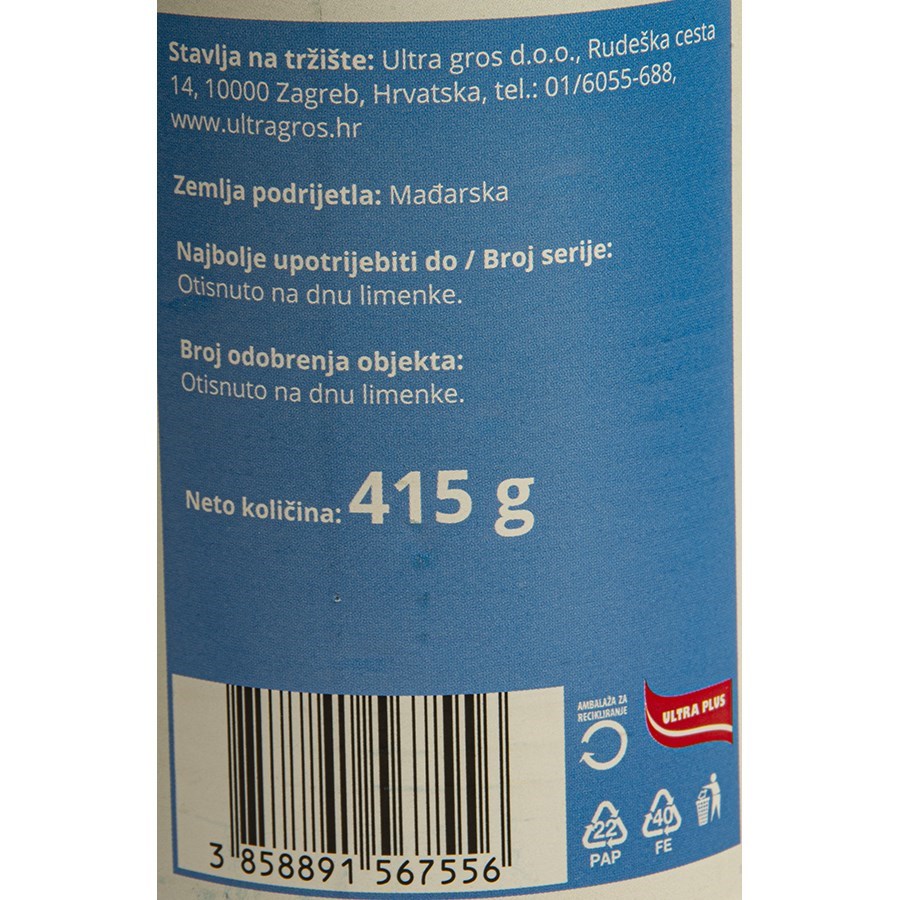 Stavlja na tržište: Ultra gros d.o.o., Rudeška cesta
14, 10000 Zagreb, Hrvatska, tel.: 01/6055-688,
www.ultragros.hr
Zemlja podrijetla: Mađarska
Najbolje upotrijebiti do / Broj serije:
Otisnuto na dnu limenke.
Broj odobrenja objekta:
Otisnuto na dnu limenke.
Neto količina: 415 g
AMBALAŽA ZA
RECIKLIRANJE
ULTRA PLUS
22
PAP
40
FE
3 858891 567556